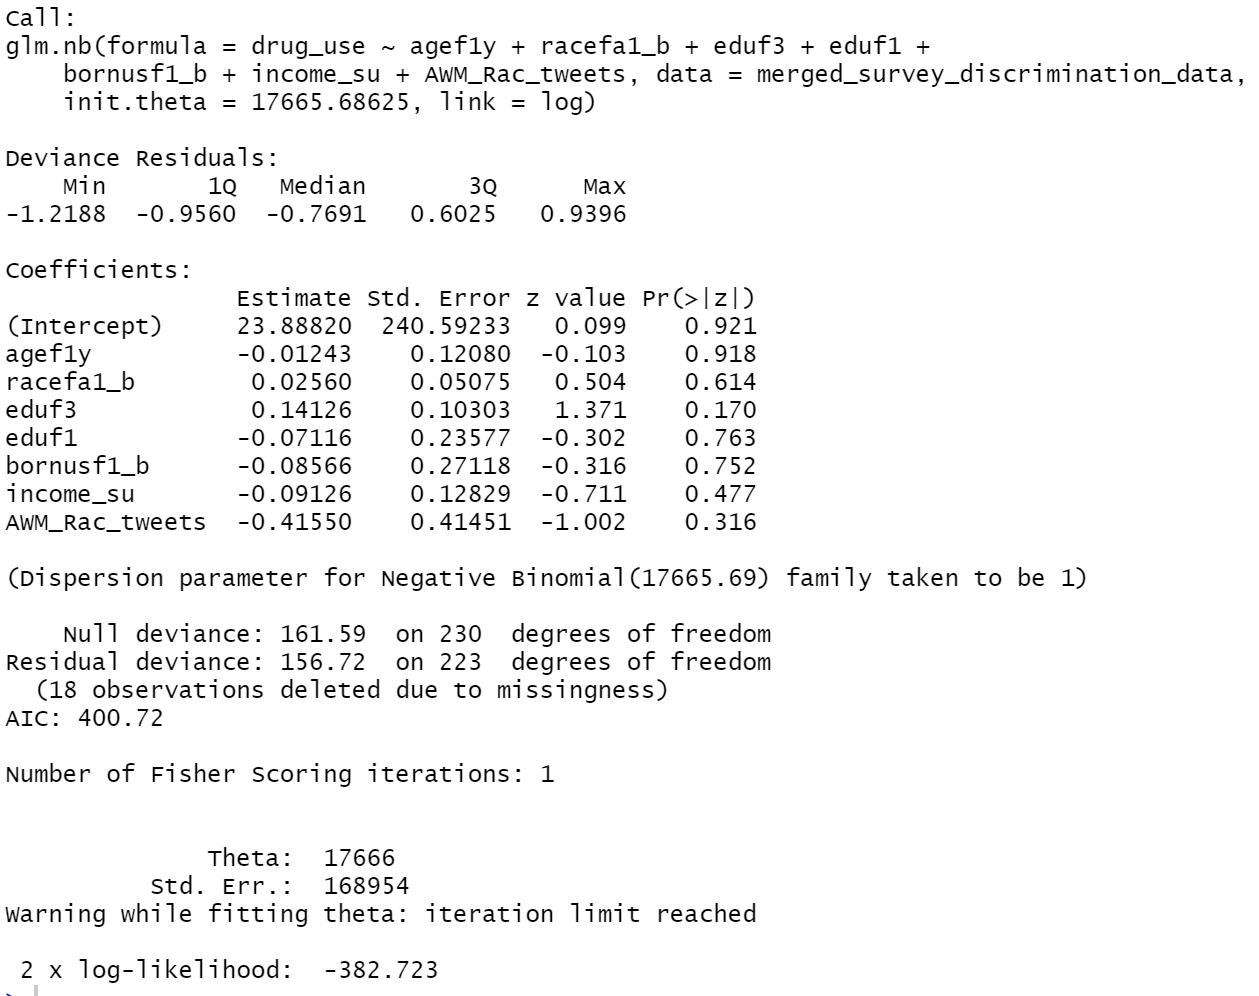 Call:
glm.nb(formula = drug_use ~ agef1y + racefa1_b + eduf3 + eduf1 +
    bornusf1_b + income_su + AWM_Rac_tweets, data = merged_survey_discrimination_data,
    init.theta = 17665.68625, link = log)

Deviance Residuals:
    Min       1Q   Median       3Q      Max
-1.2188  -0.9560  -0.7691   0.6025   0.9396

Coefficients:
                Estimate Std. Error z value Pr(>|z|)
(Intercept)     23.88820  240.59233   0.099    0.921
agef1y          -0.01243    0.12080  -0.103    0.918
racefa1_b        0.02560    0.05075   0.504    0.614
eduf3            0.14126    0.10303   1.371    0.170
eduf1           -0.07116    0.23577  -0.302    0.763
bornusf1_b      -0.08566    0.27118  -0.316    0.752
income_su       -0.09126    0.12829  -0.711    0.477
AWM_Rac_tweets  -0.41550    0.41451  -1.002    0.316

(Dispersion parameter for Negative Binomial(17665.69) family taken to be 1)

    Null deviance: 161.59  on 230  degrees of freedom
Residual deviance: 156.72  on 223  degrees of freedom
  (18 observations deleted due to missingness)
AIC: 400.72

Number of Fisher Scoring iterations: 1


              Theta:  17666
          Std. Err.:  168954
Warning while fitting theta: iteration limit reached

 2 x log-likelihood:  -382.723